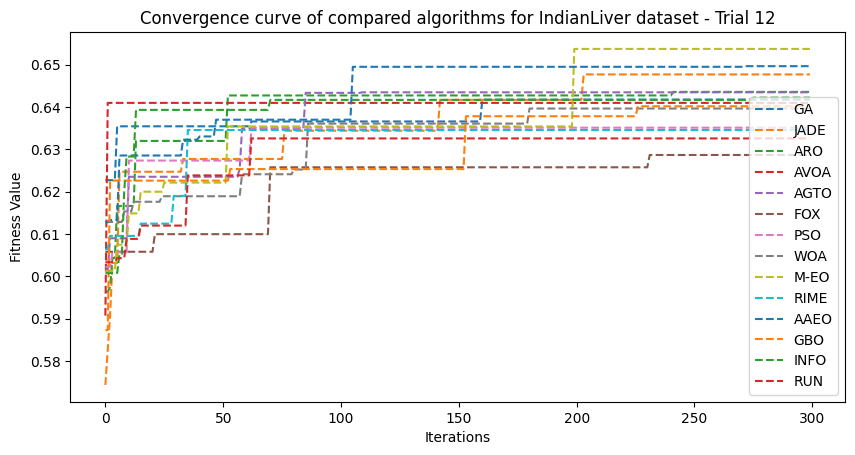 Convergence curve of compared algorithms for IndianLiver dataset - Trial 12
Fitness Value
0.65
0.64
0.63
0.62
0.61
0.60
0.59
0.58
GA
JADE
ARO
AVOA
AGTO
FOX
PSO
WOA
M-EO
RIME
AAEO
GBO
INFO
RUN
0
50
100
150
200
250
300
Iterations